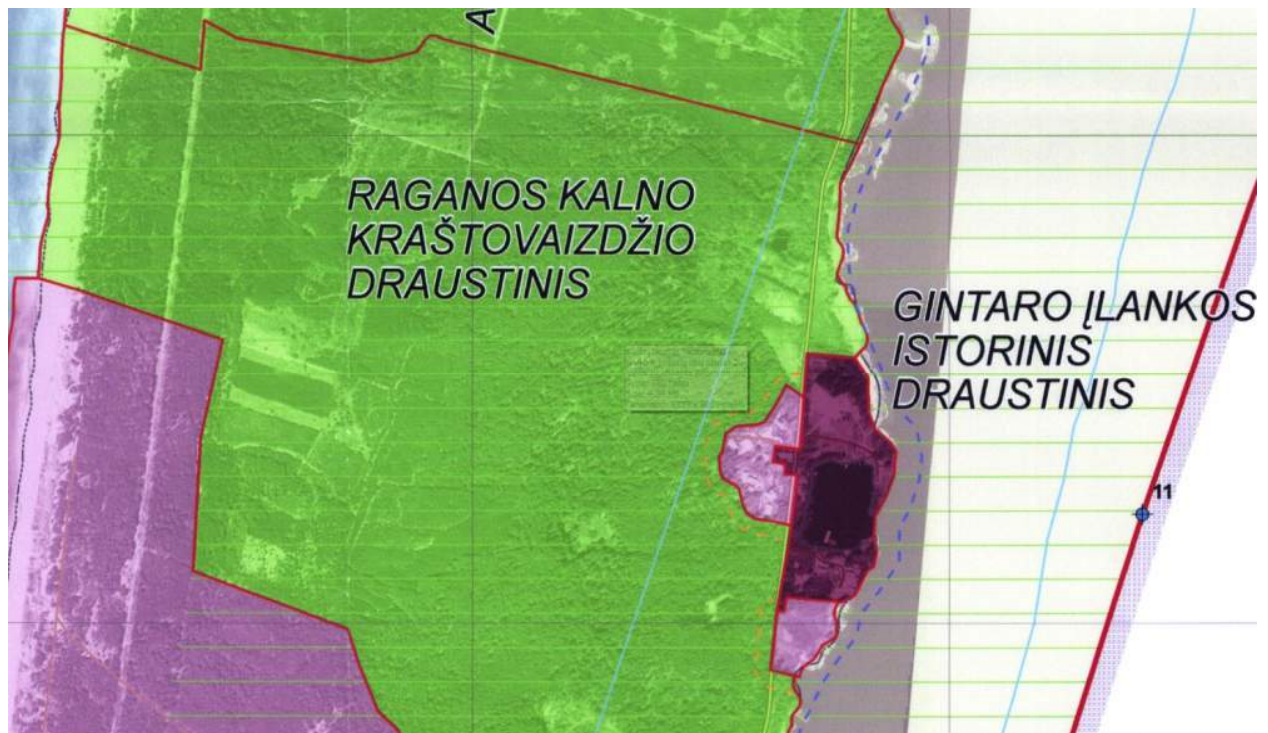 A
RAGANOS KALNO
KRAŠTOVAIZDŽIO
DRAUSTINIS
GINTARO ĮLANKOS
ISTORINIS
DRAUSTINIS
11